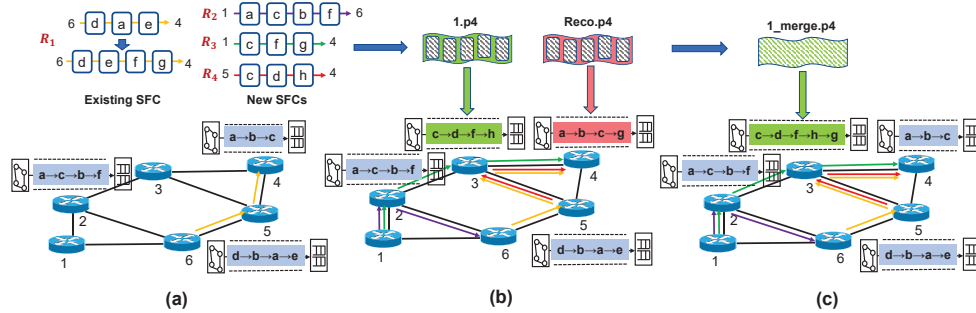 6 d a e 4
R1
6 d e f g 4
Existing SFC
R2 1 a c b f 6
R3 1 c f g 4
R4 5 c d h 4
New SFCs
1.p4
Reco.p4
1_merge.p4
a→b→c
a→c→b→f
d→b→a→e
1
2
3
4
5
6
(a)
c→d→f→h
a→b→c→g
a→c→b→f
d→b→a→e
1
2
3
4
5
6
(b)
c→d→f→h→g
a→b→c
a→c→b→f
d→b→a→e
1
2
3
4
5
6
(c)